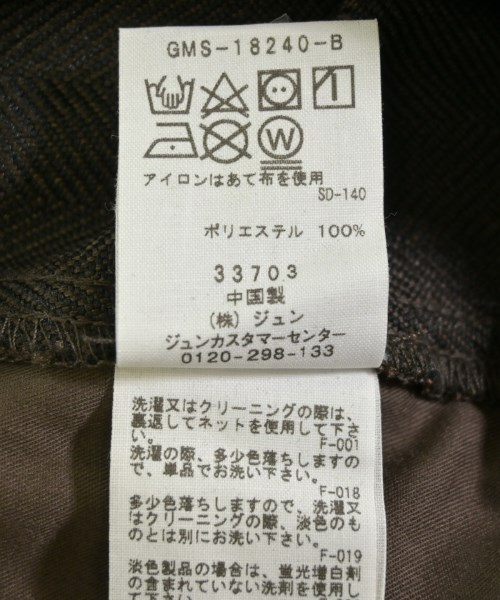 GMS-18240-B
W
アイロンはあて布を使用
SD-140
ポリエステル 100%
33703
中国製
(株) ジュン
ジュンカスタマーセンター
0120-298-133
洗濯又はクリーニングの際は、
裏返してネットを使用して下さ
い。
F-001
洗濯の際、多少色落ちしますの
で、単品でお洗い下さい。
F-018
多少色落ちしますので、洗濯又
はクリーニングの際、淡色のも
のとは別にお洗い下さい。
F-019
淡色製品の場合は、蛍光増白剤
の含まれていない洗剤を使用し
て下さい。